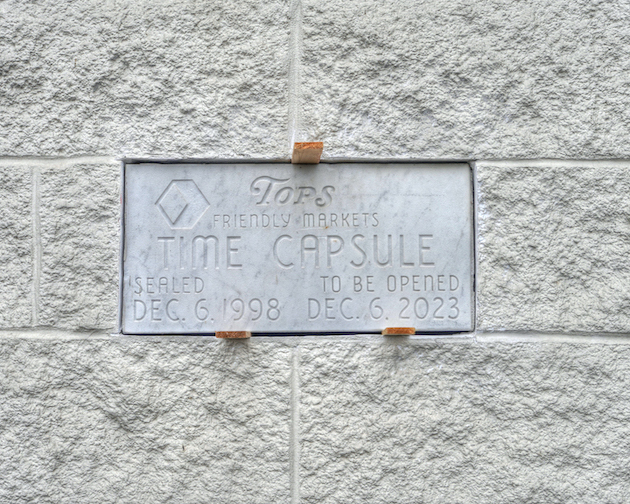 Tops
FRIENDLY MARKETS
TIME CAPSULE
SEALED TO BE OPENED
DEC. 6. 1998 DEC. 6. 2023